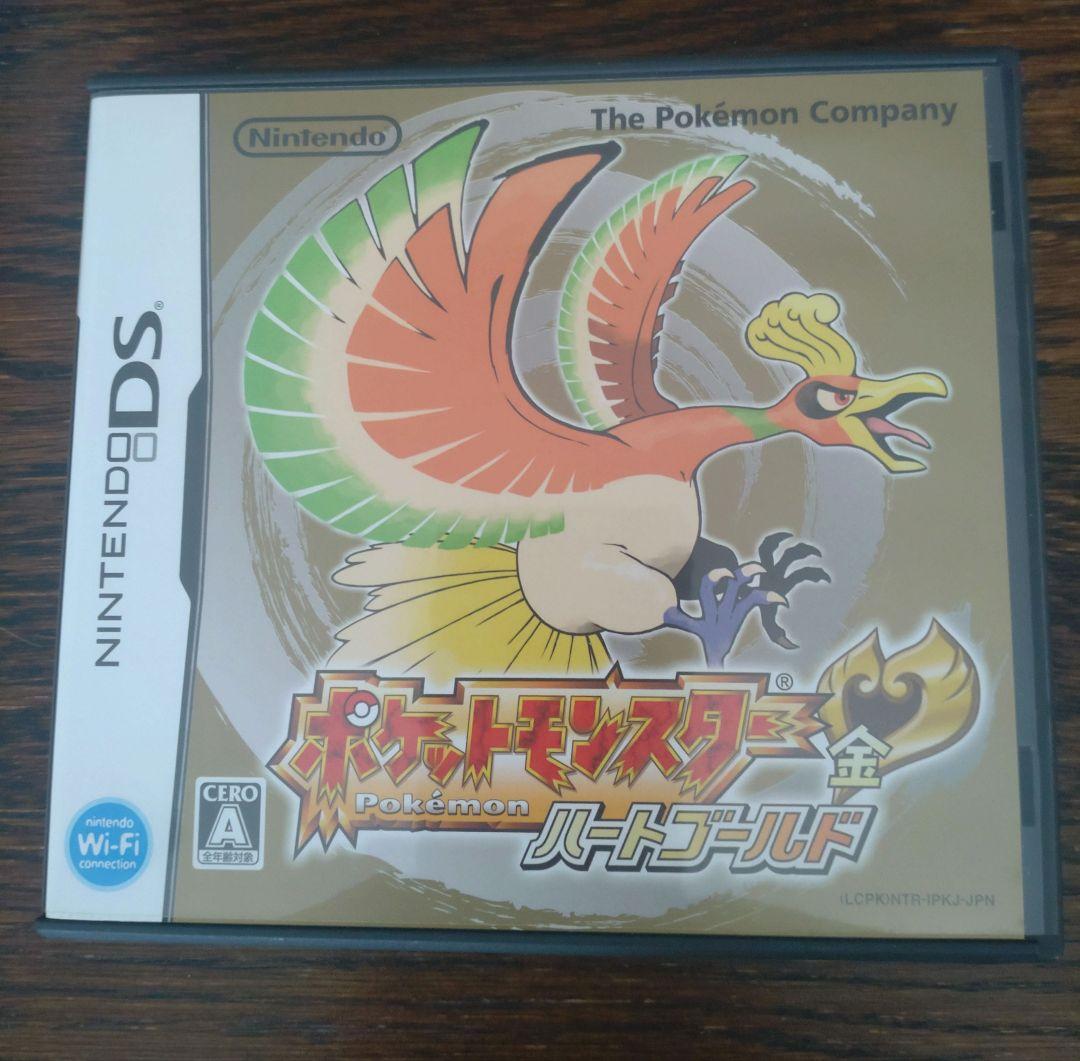 Nintendo
The Pokémon Company
NINTENDO DS®
ポケットモンスター®
Pokémon
金
ハートゴールド
nintendo
Wi-Fi
connection
CERO
A
全年齢対象
(LCPK)NTR-IPKJ-JPN